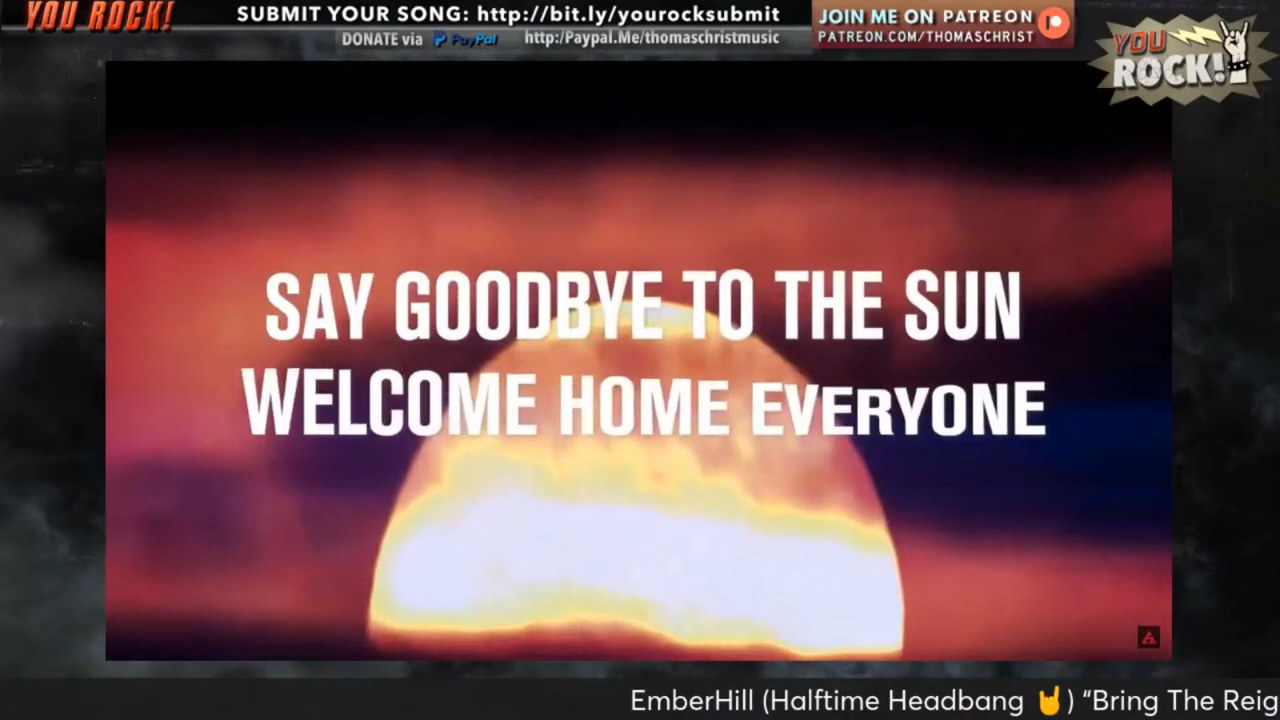 YOU ROCK!
SUBMIT YOUR SONG: http://bit.ly/yourocksubmit
DONATE via PayPal http:/Paypal.Me/thomaschristmusic
JOIN ME ON PATREON
PATREON.COM/THOMASCHRIST
YOU
ROCK!
SAY GOODBYE TO THE SUN
WELCOME HOME EVERYONE
EmberHill (Halftime Headbang 🤘) “Bring The Reig